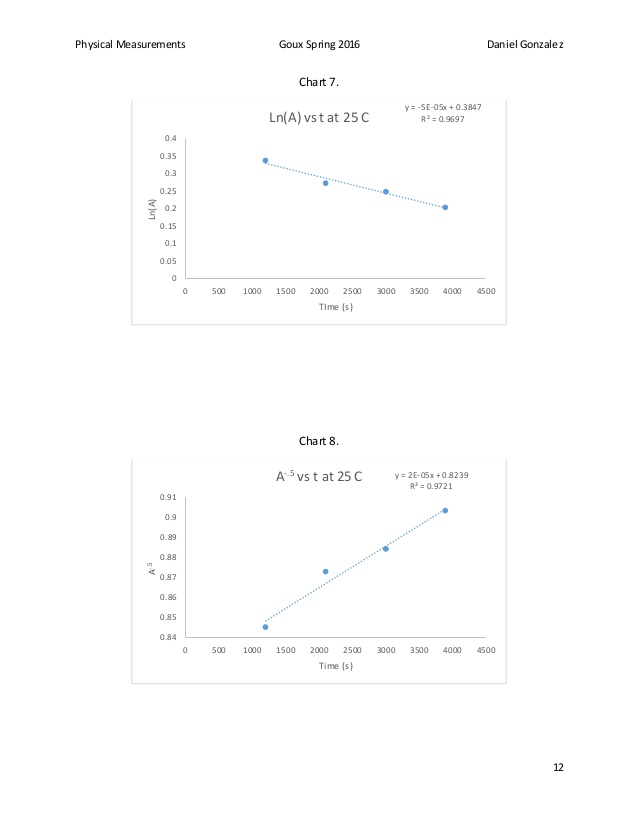 Physical Measurements Goux Spring 2016 Daniel Gonzalez
Chart 7.
y = -5E-05x + 0.3847
R² = 0.9697
Ln(A) vs t at 25 C
0.4
0.35
0.3
0.25
0.2
0.15
0.1
0.05
0
Ln(A)
0 500 1000 1500 2000 2500 3000 3500 4000 4500
TIme (s)
Chart 8.
A^-.5 vs t at 25 C
y = 2E-05x + 0.8239
R² = 0.9721
0.91
0.9
0.89
0.88
0.87
0.86
0.85
0.84
A^-.5
0 500 1000 1500 2000 2500 3000 3500 4000 4500
Time (s)
12